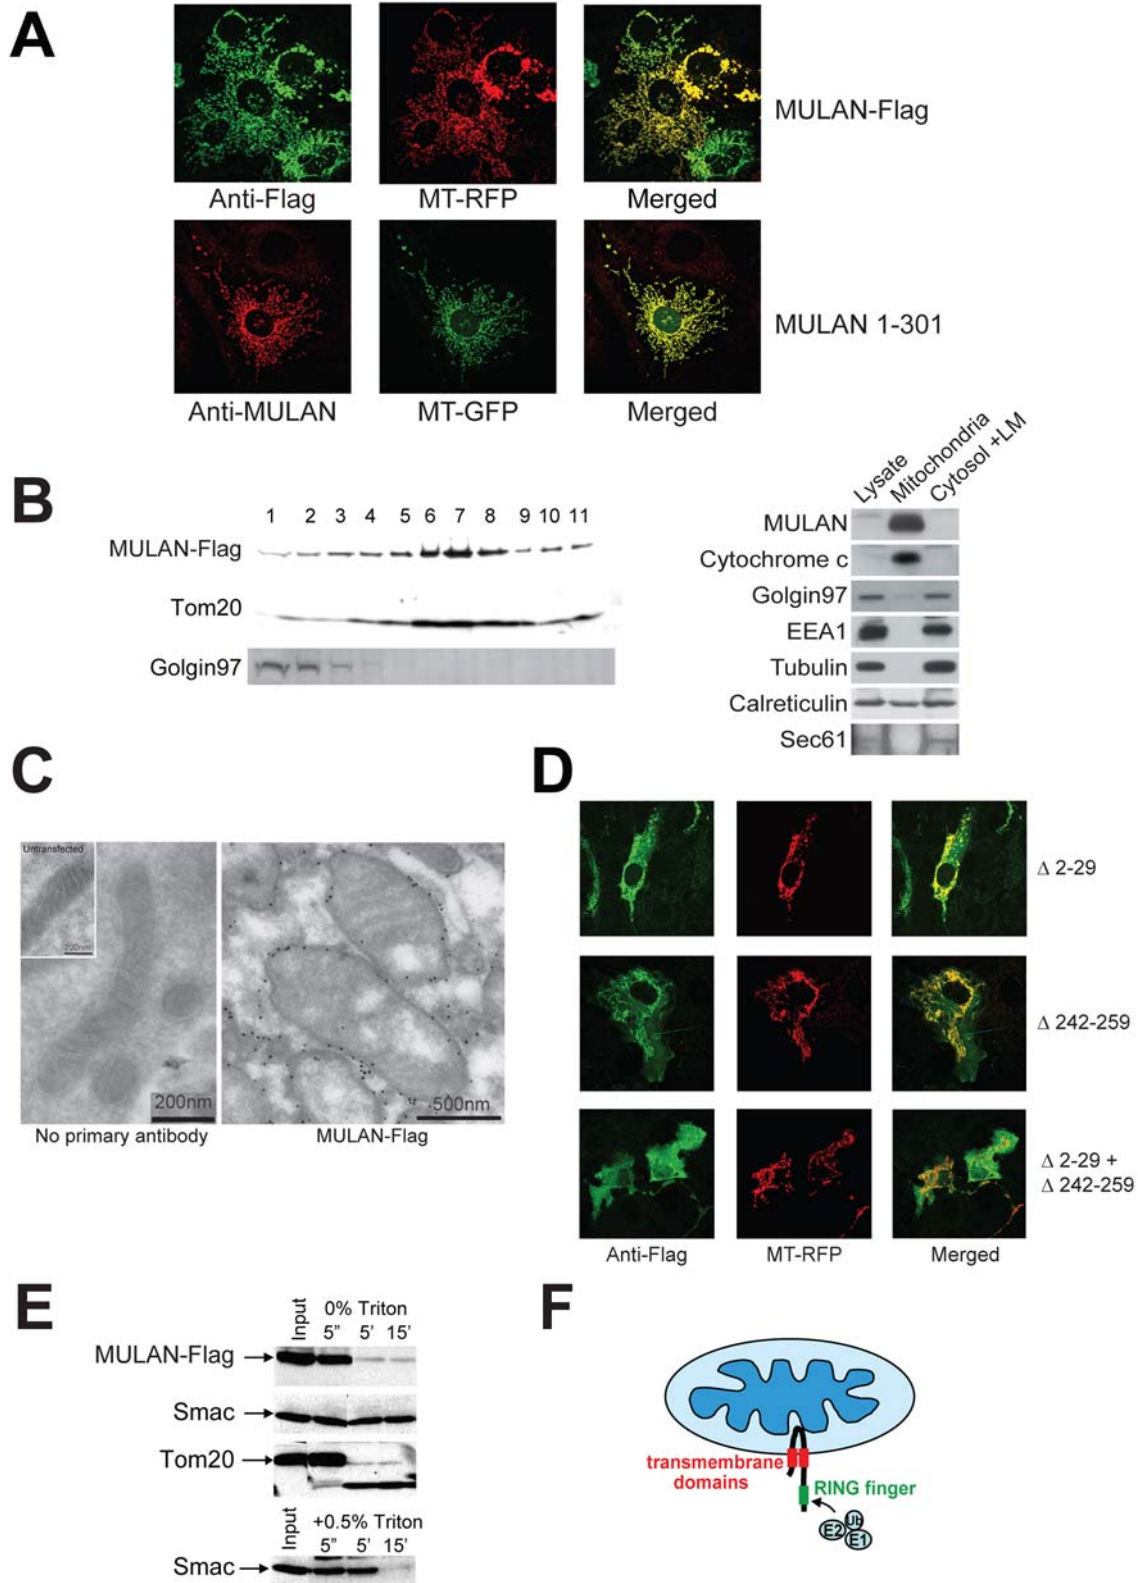 A
MULAN-Flag
Anti-Flag MT-RFP Merged
MULAN 1-301
Anti-MULAN MT-GFP Merged
B
1 2 3 4 5 6 7 8 9 10 11
MULAN-Flag
Tom20
Golgin97
Lysate Mitochondria Cytosol +LM
MULAN
Cytochrome c
Golgin97
EEA1
Tubulin
Calreticulin
Sec61
C
Untransfected
200nm
200nm
500nm
No primary antibody MULAN-Flag
D
Δ 2-29
Δ 242-259
Δ 2-29 +
Δ 242-259
Anti-Flag MT-RFP Merged
E
Input 0% Triton
5" 5' 15'
MULAN-Flag
Smac
Tom20
Input +0.5% Triton
5" 5' 15'
Smac
F
transmembrane
domains
RING finger
Ub
E2 E1